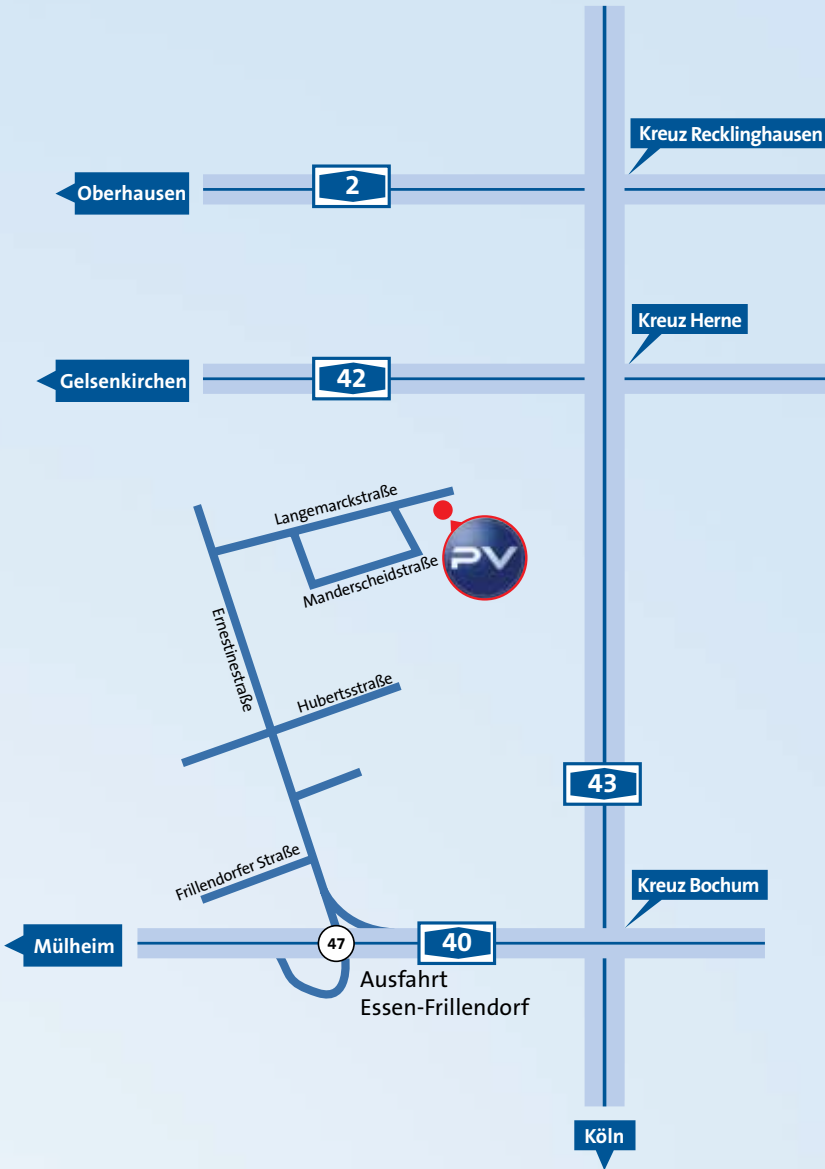 Kreuz Recklinghausen
2
Oberhausen
Kreuz Herne
42
Gelsenkirchen
Langemarckstraße
PV
Manderscheidstraße
Ernestinestraße
Hubertsstraße
43
Frillendorfer Straße
Kreuz Bochum
Mülheim
47
40
Ausfahrt
Essen-Frillendorf
Köln